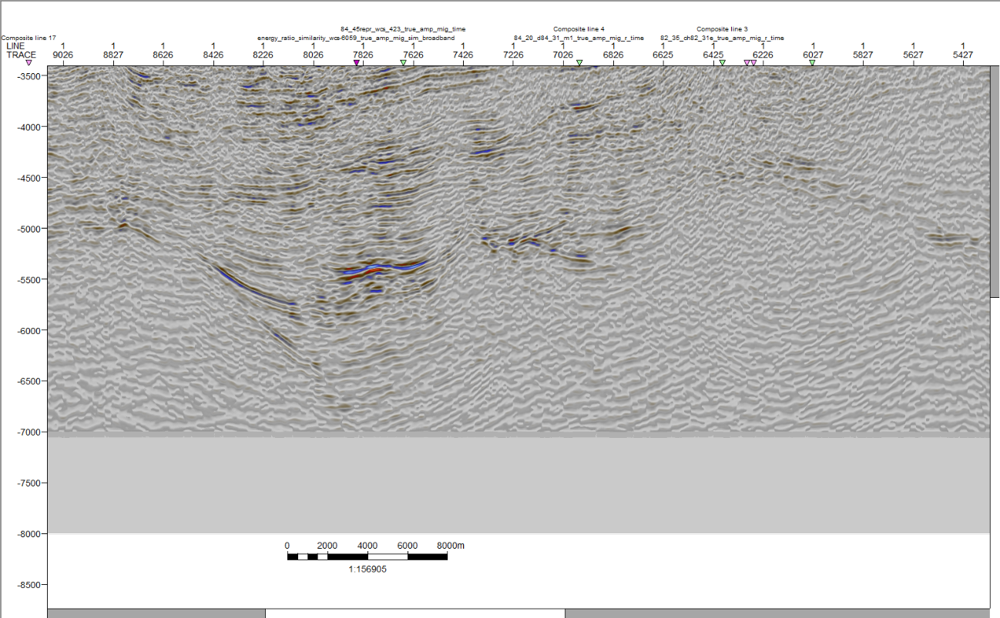 84_45repr_wcs_423_true_amp_mig_time Composite line 4 Composite line 3
Composite line 17 energy_ratio_similarity_wcs-6059_true_amp_mig_sim_broadband 84_20_d84_31_m1_true_amp_mig_r_time 82_35_ch82_31e_true_amp_mig_r_time
LINE 1 1 1 1 1 1 1 1 1 1 1 1 1 1 1 1 1 1 1
TRACE 9026 8827 8626 8426 8226 8026 7826 7626 7426 7226 7026 6826 6625 6425 6226 6027 5827 5627 5427
-3500
-4000
-4500
-5000
-5500
-6000
-6500
-7000
-7500
-8000
-8500
0 2000 4000 6000 8000m
1:156905